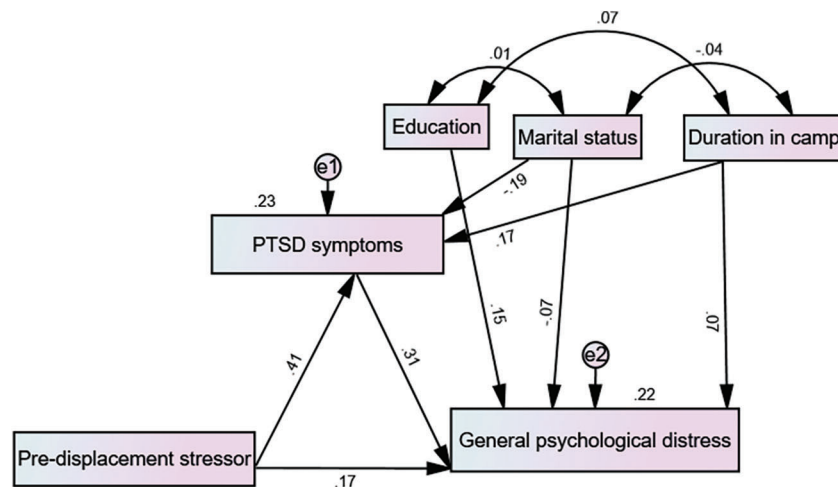 .07
.01
-.04
Education
Marital status
Duration in camp
e1
-.19
.23
.17
PTSD symptoms
.15
-.07
.07
.41
.31
e2
.22
Pre-displacement stressor
General psychological distress
.17